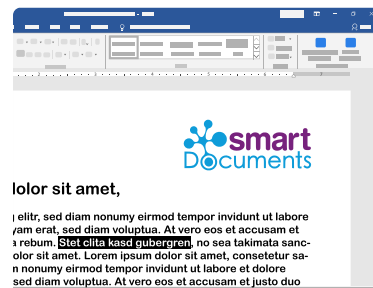 smart
Documents
dolor sit amet,
elitr, sed diam nonumy eirmod tempor invidunt ut labore
yam erat, sed diam voluptua. At vero eos et accusam et
a rebum. Stet clita kasd gubergren, no sea takimata sanc-
olor sit amet. Lorem ipsum dolor sit amet, consetetur sa-
m nonumy eirmod tempor invidunt ut labore et dolore
sed diam voluptua. At vero eos et accusam et justo duo